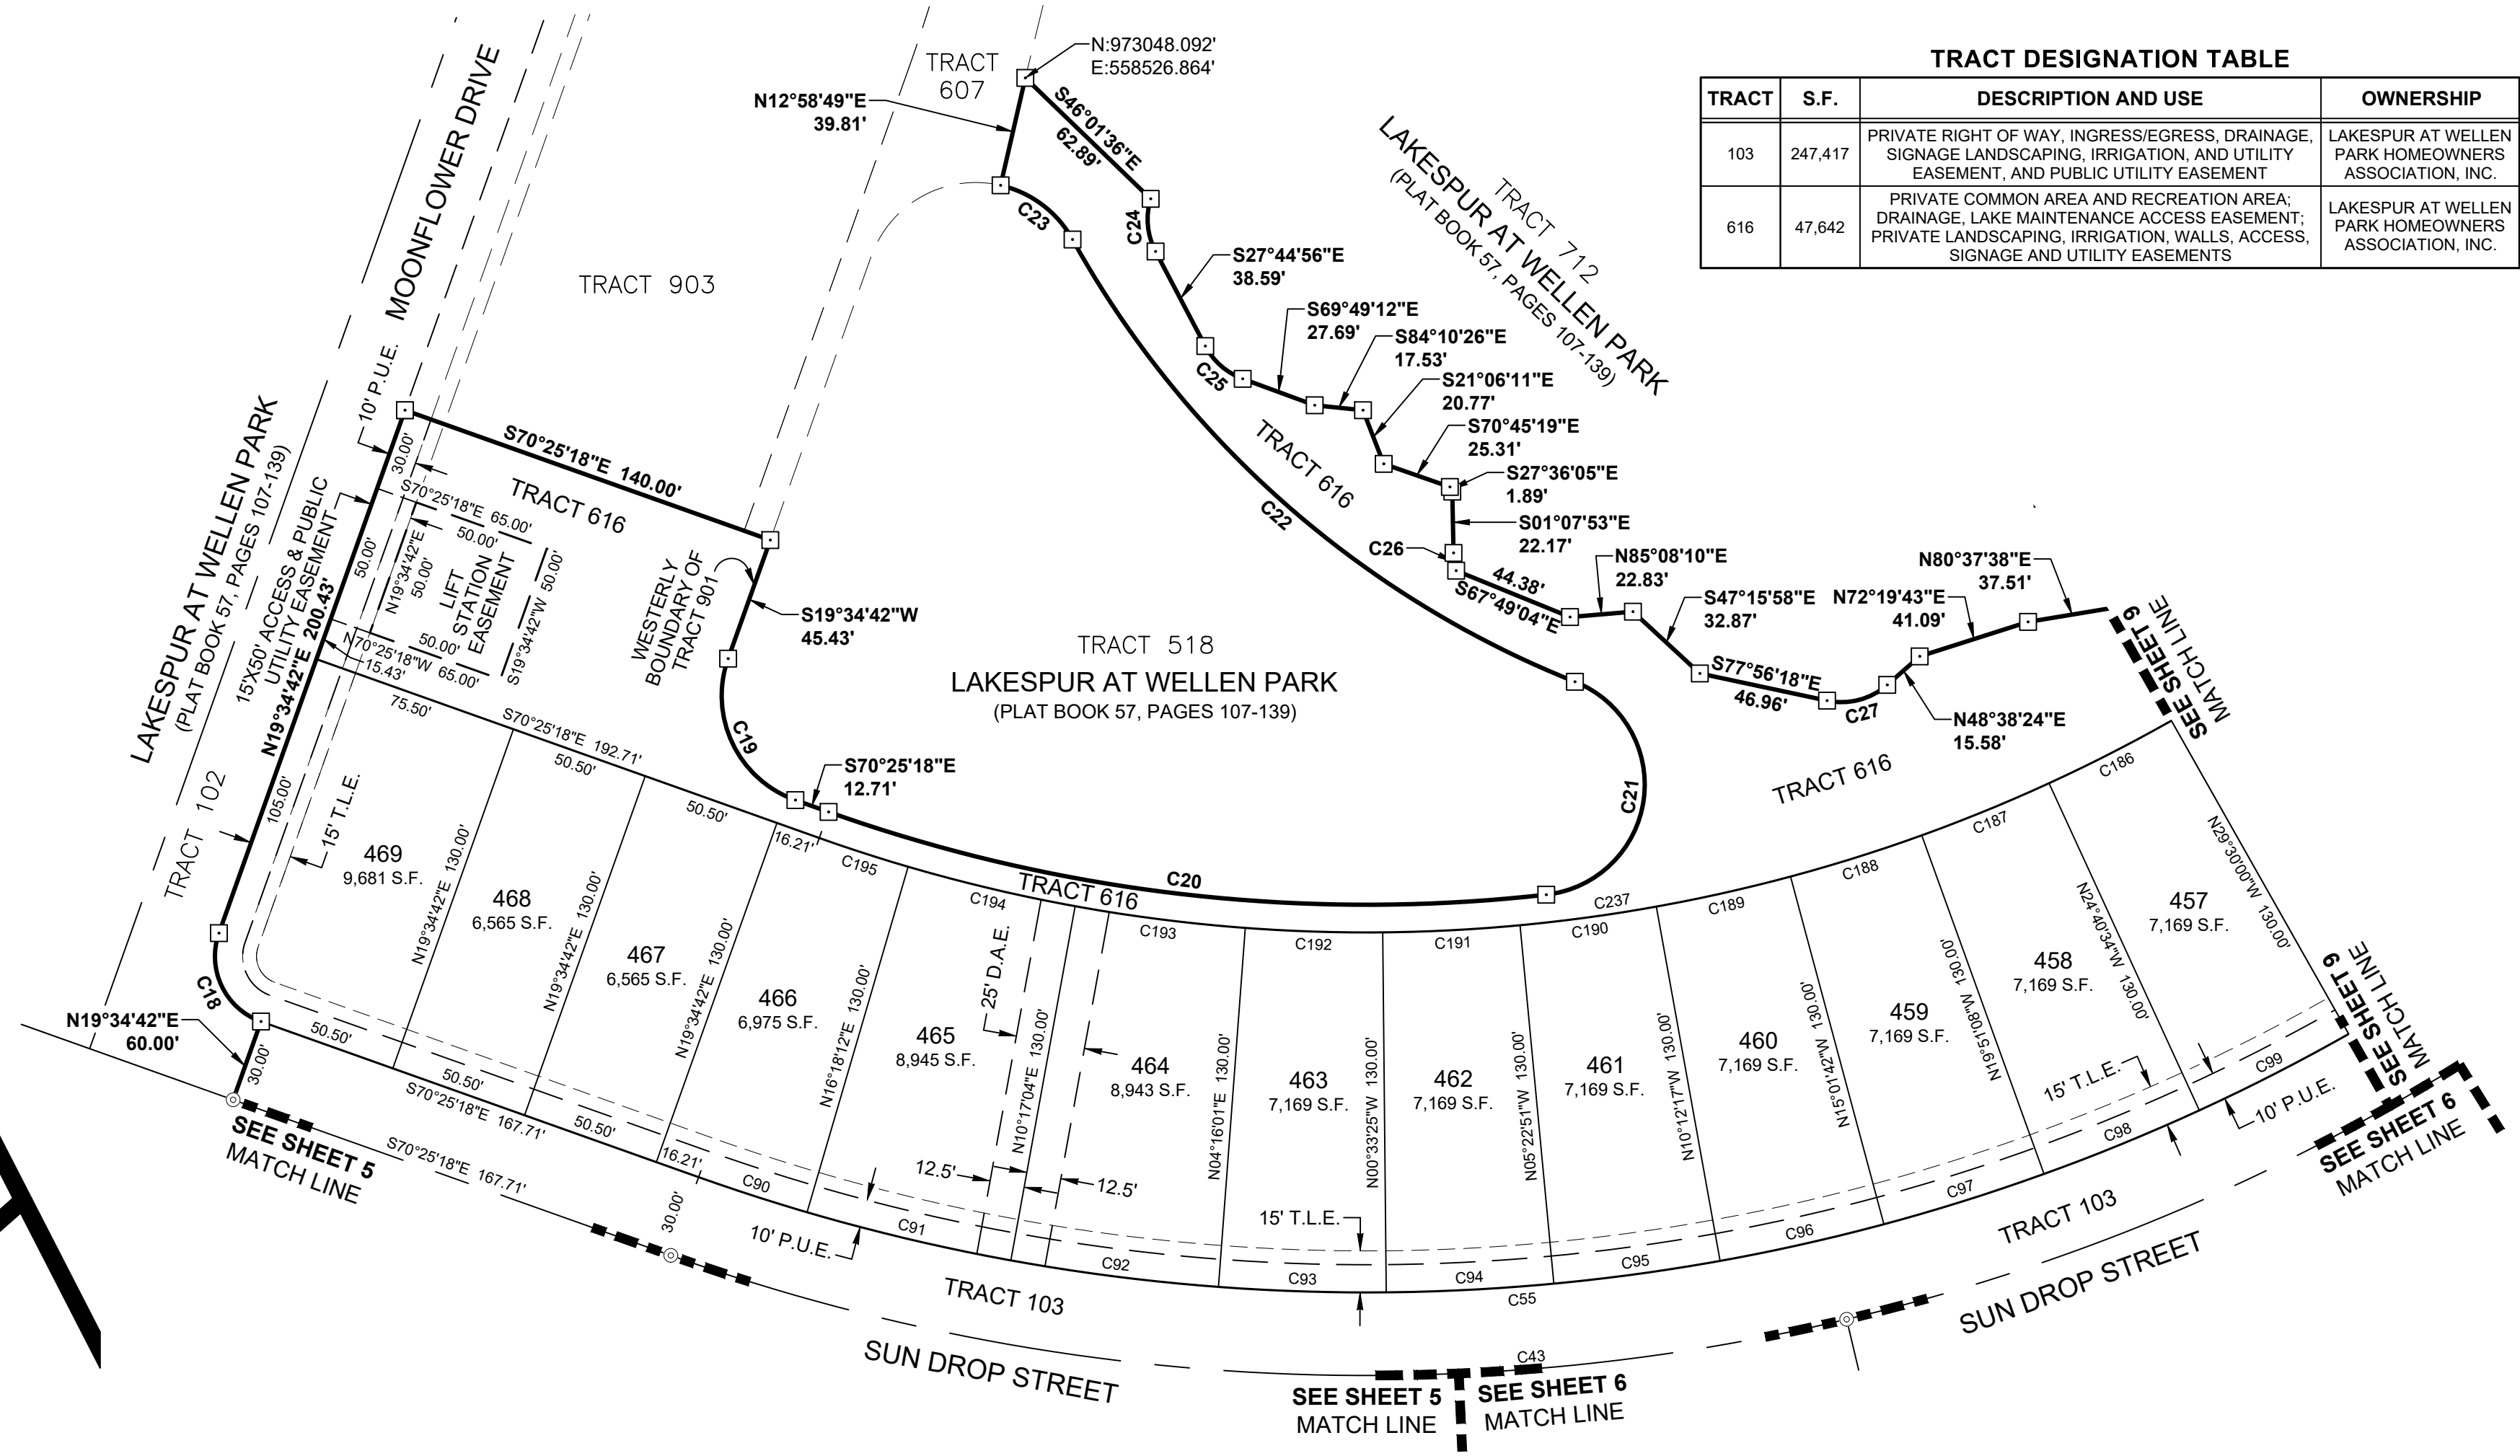 TRACT DESIGNATION TABLE
TRACT S.F. DESCRIPTION AND USE OWNERSHIP
103 247,417
PRIVATE RIGHT OF WAY, INGRESS/EGRESS, DRAINAGE,
SIGNAGE LANDSCAPING, IRRIGATION, AND UTILITY
EASEMENT, AND PUBLIC UTILITY EASEMENT
LAKESPUR AT WELLEN
PARK HOMEOWNERS
ASSOCIATION, INC.
616 47,642
PRIVATE COMMON AREA AND RECREATION AREA;
DRAINAGE, LAKE MAINTENANCE ACCESS EASEMENT;
PRIVATE LANDSCAPING, IRRIGATION, WALLS, ACCESS,
SIGNAGE AND UTILITY EASEMENTS
LAKESPUR AT WELLEN
PARK HOMEOWNERS
ASSOCIATION, INC.
MOONFLOWER DRIVE
TRACT
607
N:973048.092'
E:558526.864'
N12°58'49"E
39.81'
S46°01'36"E
62.89'
C23
C24
LAKESPUR AT WELLEN PARK
(PLAT BOOK 57, PAGES 107-139)
TRACT 712
TRACT 903
S27°44'56"E
38.59'
S69°49'12"E
27.69'
C25
S84°10'26"E
17.53'
S21°06'11"E
20.77'
S70°45'19"E
25.31'
S27°36'05"E
1.89'
S01°07'53"E
22.17'
C26
44.38'
S67°49'04"E
N85°08'10"E
22.83'
S47°15'58"E
32.87'
S77°56'18"E
46.96'
C27
N48°38'24"E
15.58'
N72°19'43"E
41.09'
N80°37'38"E
37.51'
SEE SHEET 9
MATCH LINE
TRACT 616
C22
10' P.U.E.
LAKESPUR AT WELLEN PARK
(PLAT BOOK 57, PAGES 107-139)
15'X50' ACCESS & PUBLIC
UTILITY EASEMENT
N19°34'42"E 200.43'
30.00'
50.00'
105.00'
S70°25'18"E 140.00'
TRACT 616
S70°25'18"E 65.00'
50.00'
N19°34'42"E
50.00'
LIFT
STATION
EASEMENT
S19°34'42"W 50.00'
50.00'
N70°25'18"W 65.00'
15.43'
WESTERLY
BOUNDARY OF
TRACT 901
S19°34'42"W
45.43'
TRACT 518
LAKESPUR AT WELLEN PARK
(PLAT BOOK 57, PAGES 107-139)
C19
S70°25'18"E
12.71'
C20
C21
TRACT 616
TRACT 616
75.50'
S70°25'18"E 192.71'
50.50'
50.50'
16.21'
C195
C194
C193
C192
C191
C190
C237
C189
C188
C187
C186
TRACT 102
15' T.L.E.
469
9,681 S.F.
N19°34'42"E 130.00'
468
6,565 S.F.
N19°34'42"E 130.00'
467
6,565 S.F.
N19°34'42"E 130.00'
466
6,975 S.F.
N16°18'12"E 130.00'
465
8,945 S.F.
25' D.A.E.
N10°17'04"E 130.00'
12.5'
12.5'
464
8,943 S.F.
N04°16'01"E 130.00'
463
7,169 S.F.
N00°33'25"W 130.00'
462
7,169 S.F.
N05°22'51"W 130.00'
461
7,169 S.F.
N10°12'17"W 130.00'
460
7,169 S.F.
N15°01'42"W 130.00'
459
7,169 S.F.
N19°51'08"W 130.00'
458
7,169 S.F.
N24°40'34"W 130.00'
457
7,169 S.F.
N29°30'00"W 130.00'
SEE SHEET 9
MATCH LINE
SEE SHEET 9
MATCH LINE
C18
N19°34'42"E
60.00'
30.00'
50.50'
50.50'
S70°25'18"E 167.71'
50.50'
16.21'
C90
C91
C92
C93
C94
C95
C96
C97
C98
C99
15' T.L.E.
15' T.L.E.
10' P.U.E.
10' P.U.E.
SEE SHEET 5
MATCH LINE
S70°25'18"E 167.71'
30.00'
TRACT 103
SUN DROP STREET
C55
C43
TRACT 103
SUN DROP STREET
SEE SHEET 6
MATCH LINE
SEE SHEET 5
MATCH LINE
SEE SHEET 6
MATCH LINE